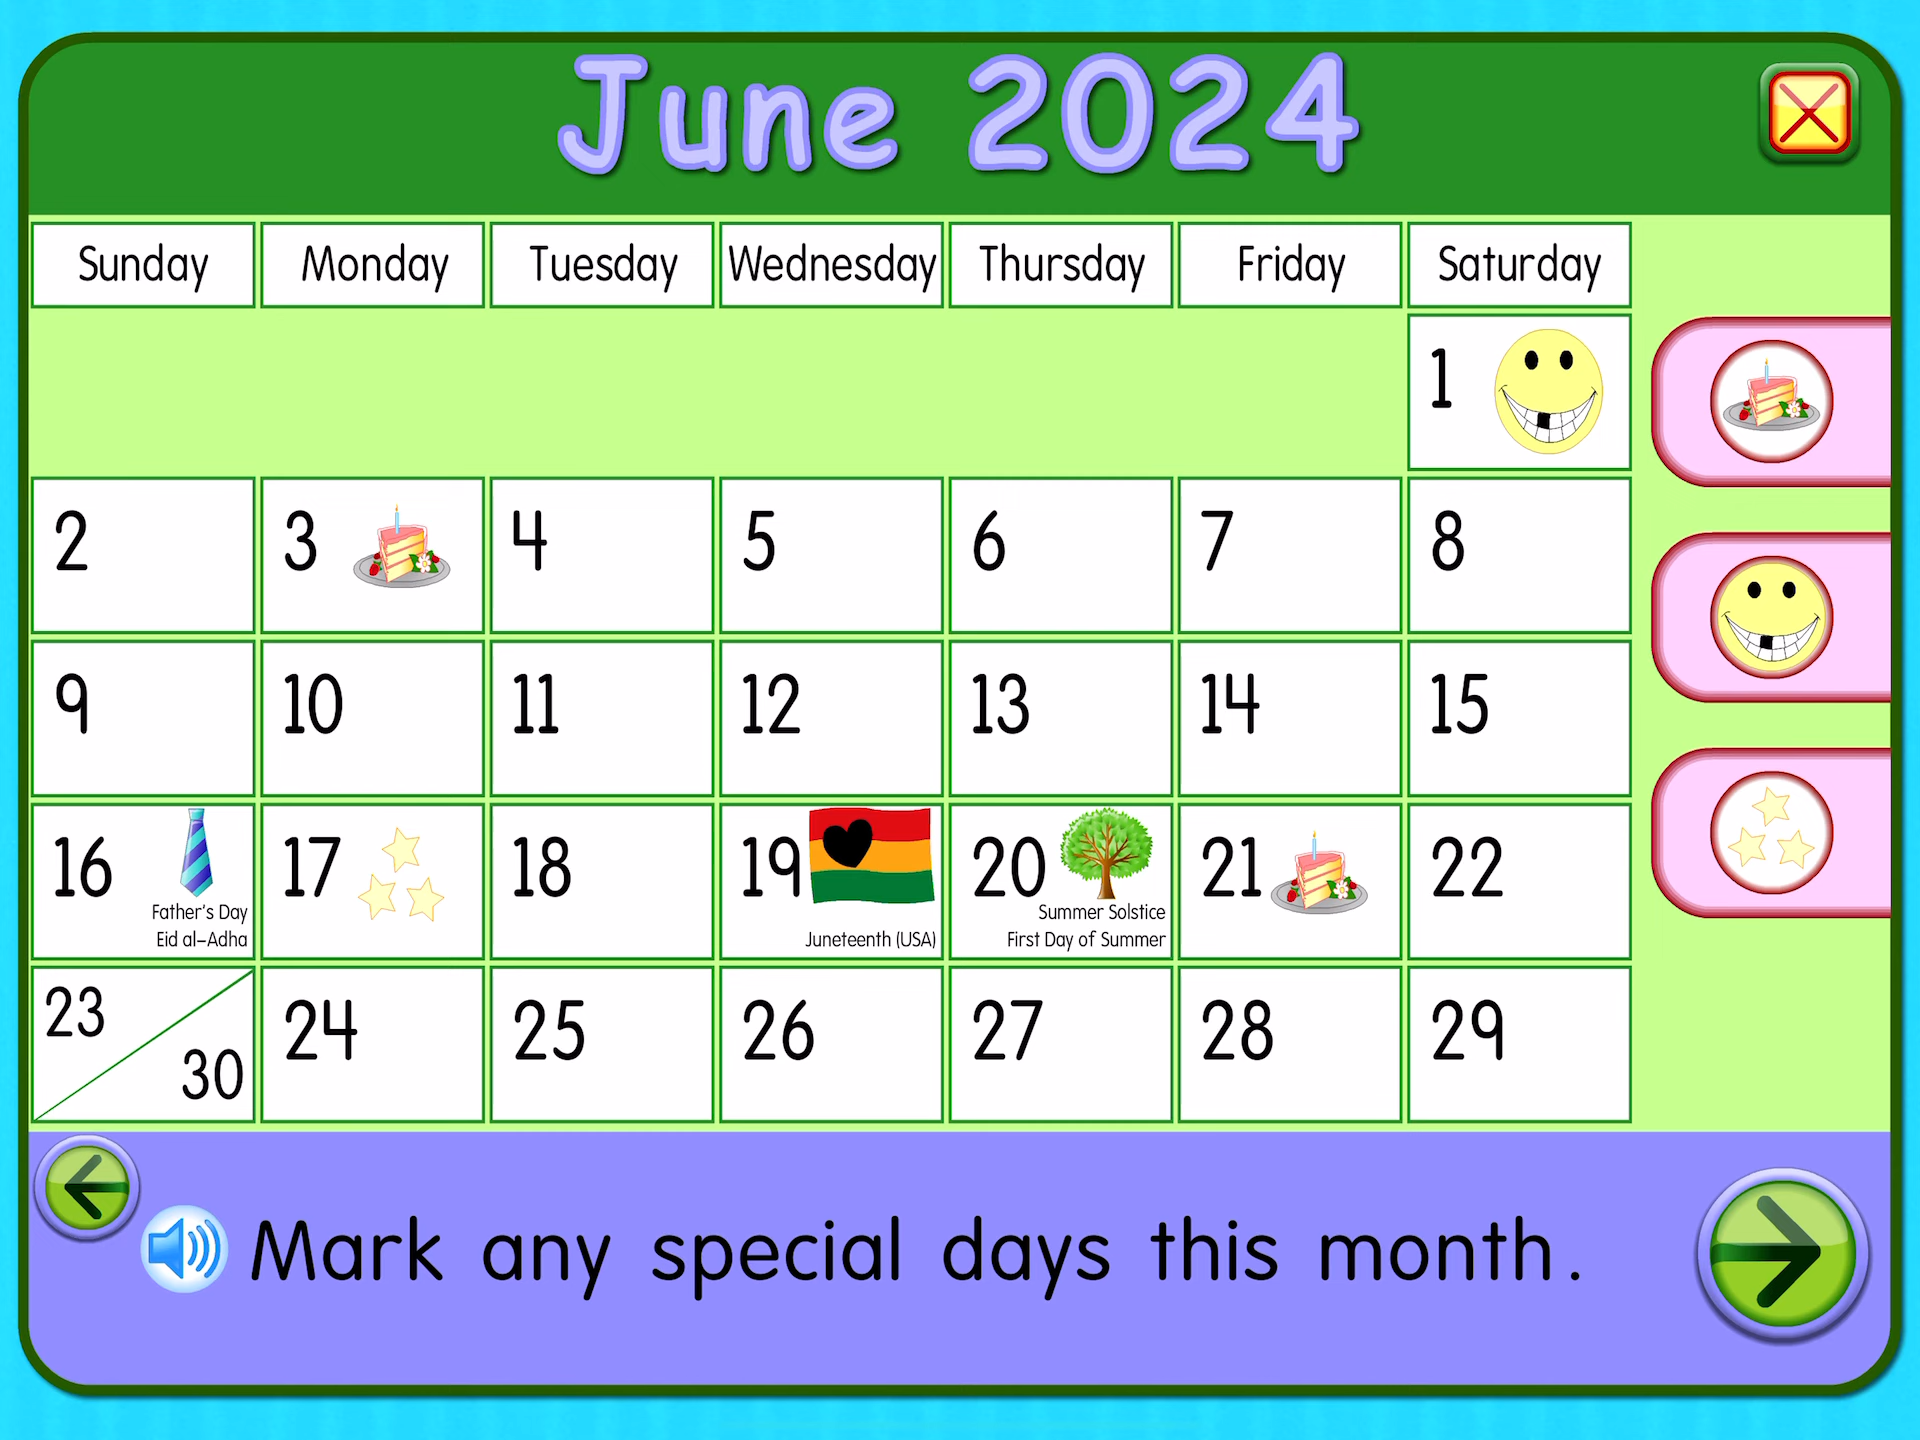 June 2024
Sunday Monday Tuesday Wednesday Thursday Friday Saturday
1
2 3 4 5 6 7 8
9 10 11 12 13 14 15
16 17 18 19 20 21 22
Father's Day
Eid al-Adha
Juneteenth (USA)
Summer Solstice
First Day of Summer
23 24 25 26 27 28 29
30
Mark any special days this month.